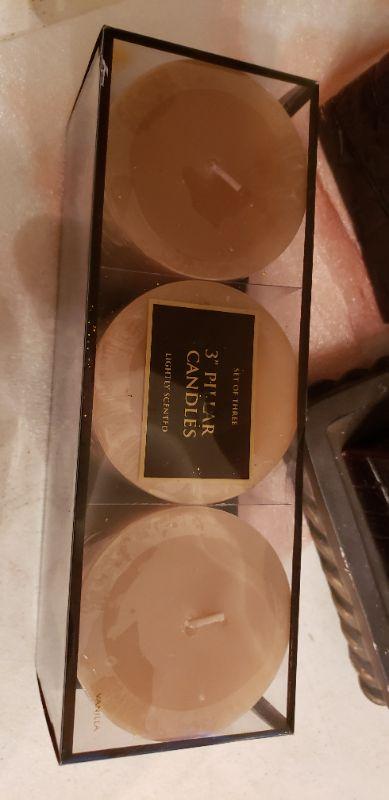 SET OF THREE
3" PILLAR
CANDLES
LIGHTLY SCENTED
VANILLA